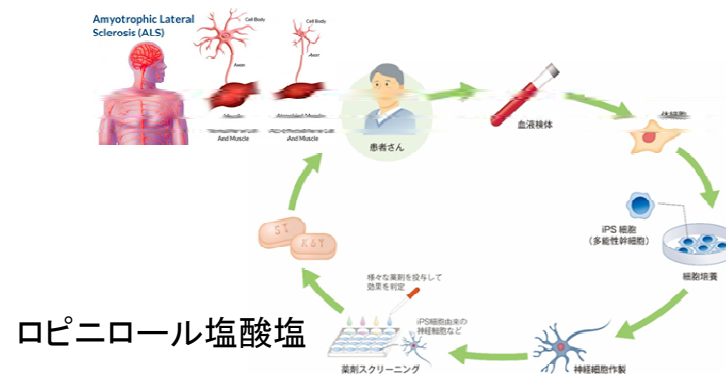 Amyotrophic Lateral
Sclerosis (ALS)
Cell Body
Axon
And Muscle
Cell Body
Axon
And Muscle
患者さん
血液検体
体細胞
iPS 細胞
（多能性幹細胞）
細胞培養
神経細胞作製
iPS細胞由来の
神経細胞など
様々な薬剤を投与して
効果を判定
薬剤スクリーニング
ロピニロール塩酸塩